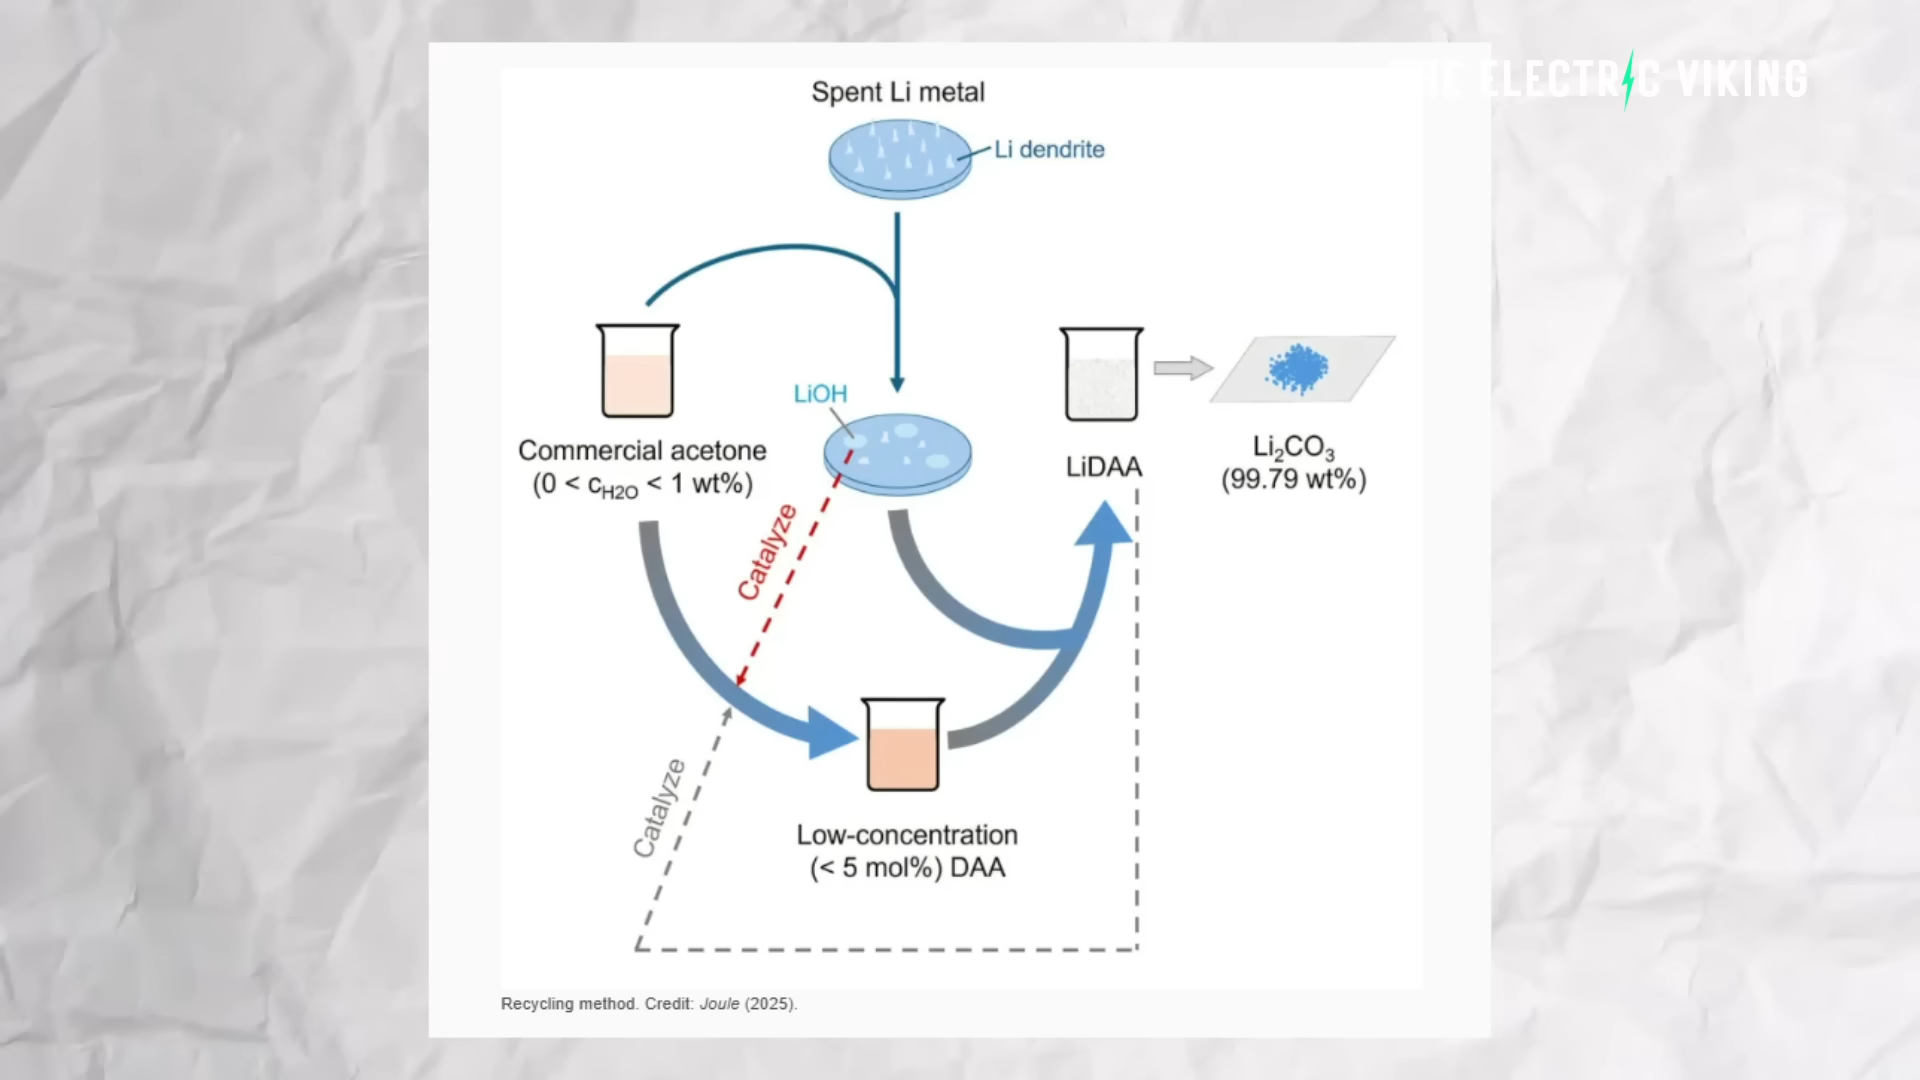 THE ELECTRIC VIKING
Spent Li metal
Li dendrite
LiOH
Commercial acetone
(0 < cH2O < 1 wt%)
Catalyze
LiDAA
Li₂CO₃
(99.79 wt%)
Catalyze
Low-concentration
(< 5 mol%) DAA
Recycling method. Credit: Joule (2025).